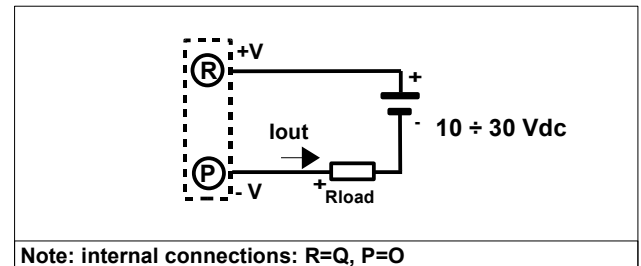 +V
R
+
Iout
-
10 ÷ 30 Vdc
P
- V
+
Rload
Note: internal connections: R=Q, P=O